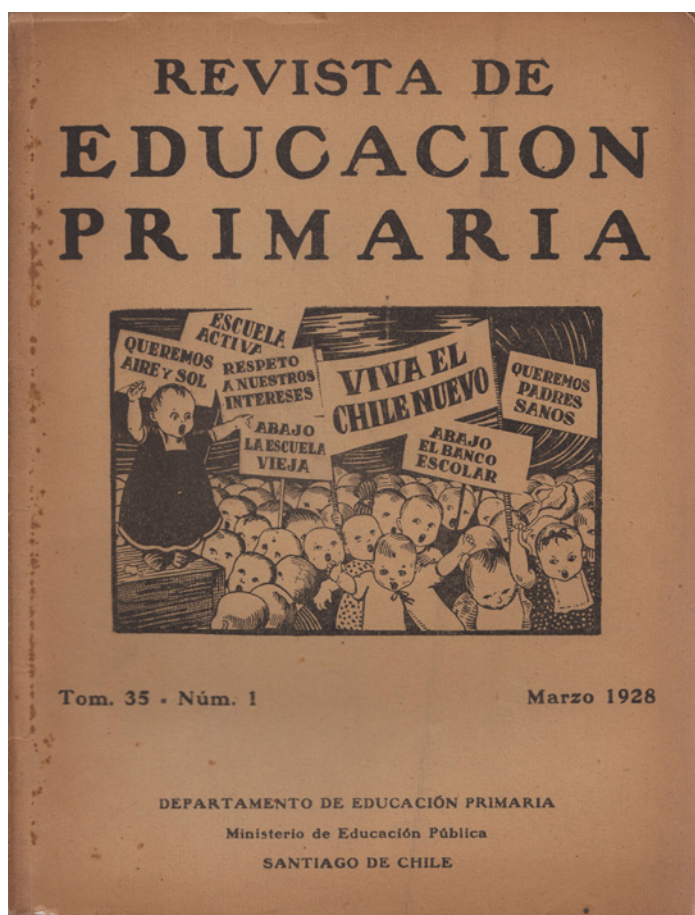 REVISTA DE
EDUCACION
PRIMARIA
ESCUELA
ACTIVA
QUEREMOS
AIRE Y SOL
RESPETO
A NUESTROS
INTERESES
VIVA EL
CHILE NUEVO
QUEREMOS
PADRES
SANOS
ABAJO
LA ESCUELA
VIEJA
ABAJO
EL BANCO
ESCOLAR
Tom. 35 - Núm. 1
Marzo 1928
DEPARTAMENTO DE EDUCACIÓN PRIMARIA
Ministerio de Educación Pública
SANTIAGO DE CHILE